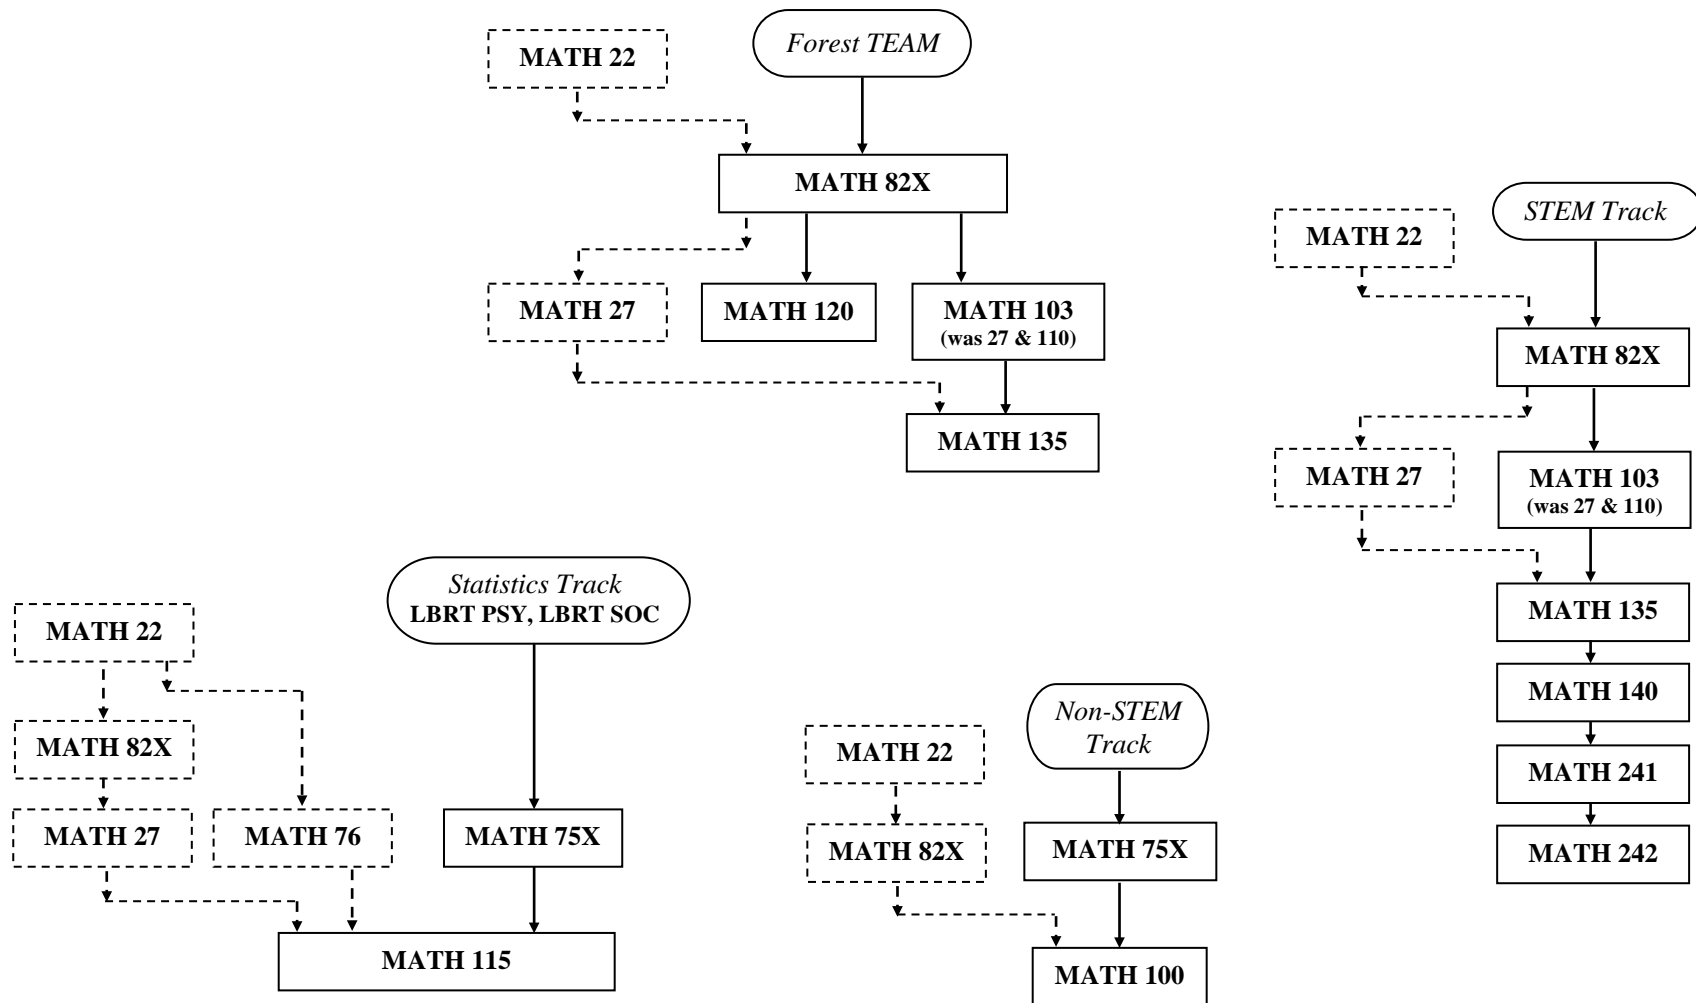 Forest TEAM
MATH 22
MATH 82X
MATH 27
MATH 120
MATH 103
(was 27 & 110)
MATH 135
STEM Track
MATH 22
MATH 82X
MATH 27
MATH 103
(was 27 & 110)
MATH 135
MATH 140
MATH 241
MATH 242
Statistics Track
LBRT PSY, LBRT SOC
MATH 22
MATH 82X
MATH 27
MATH 76
MATH 75X
MATH 115
Non-STEM
Track
MATH 22
MATH 82X
MATH 75X
MATH 100